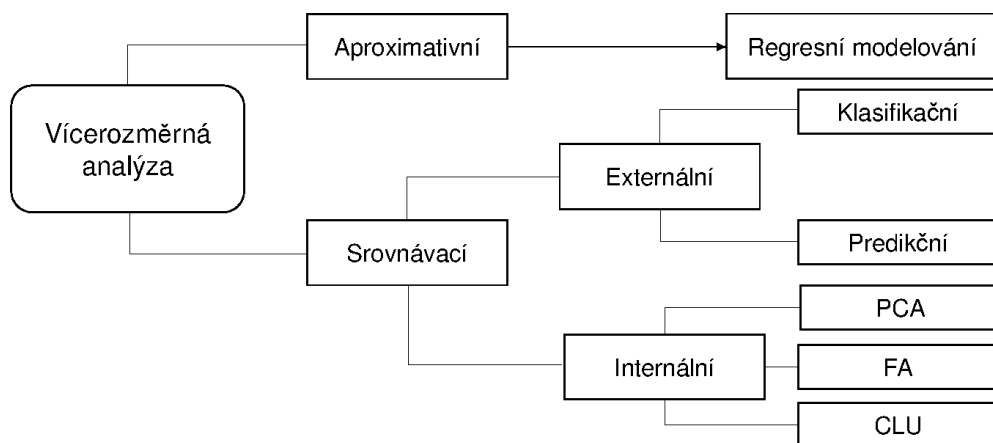 Aproximativní
Regresní modelování
Vícerozměrná
analýza
Klasifikační
Externální
Srovnávací
Predikční
PCA
Internální
FA
CLU